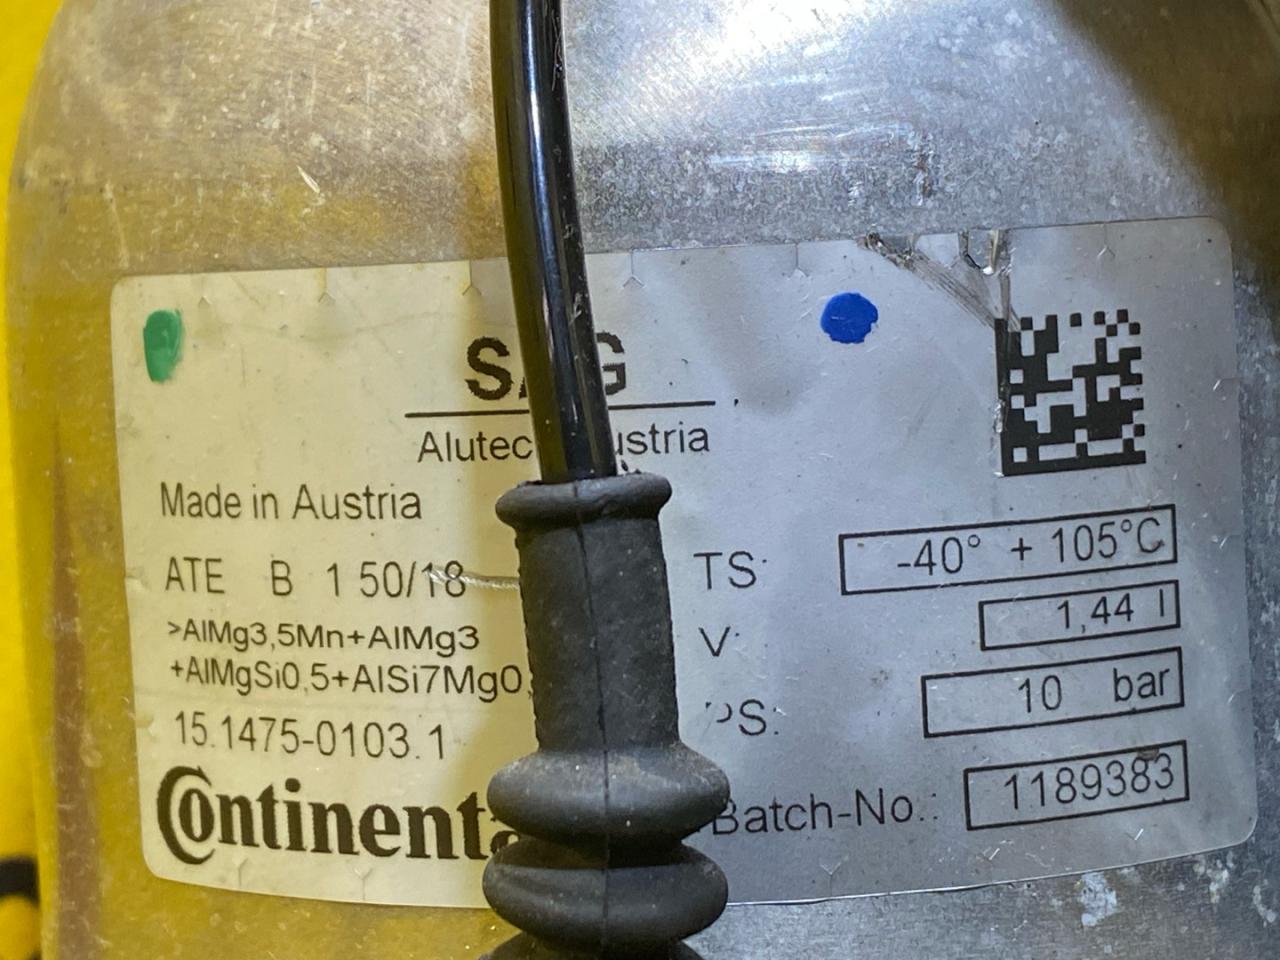 Made in Austria
ATE B 1 50/18
>AlMg3,5Mn+AlMg3
+AlMgSi0,5+AlSi7Mg0,
15.1475-0103.1
TS:
-40° + 105°C
V:
1,44 l
PS:
10 bar
Batch-No.:
1189383